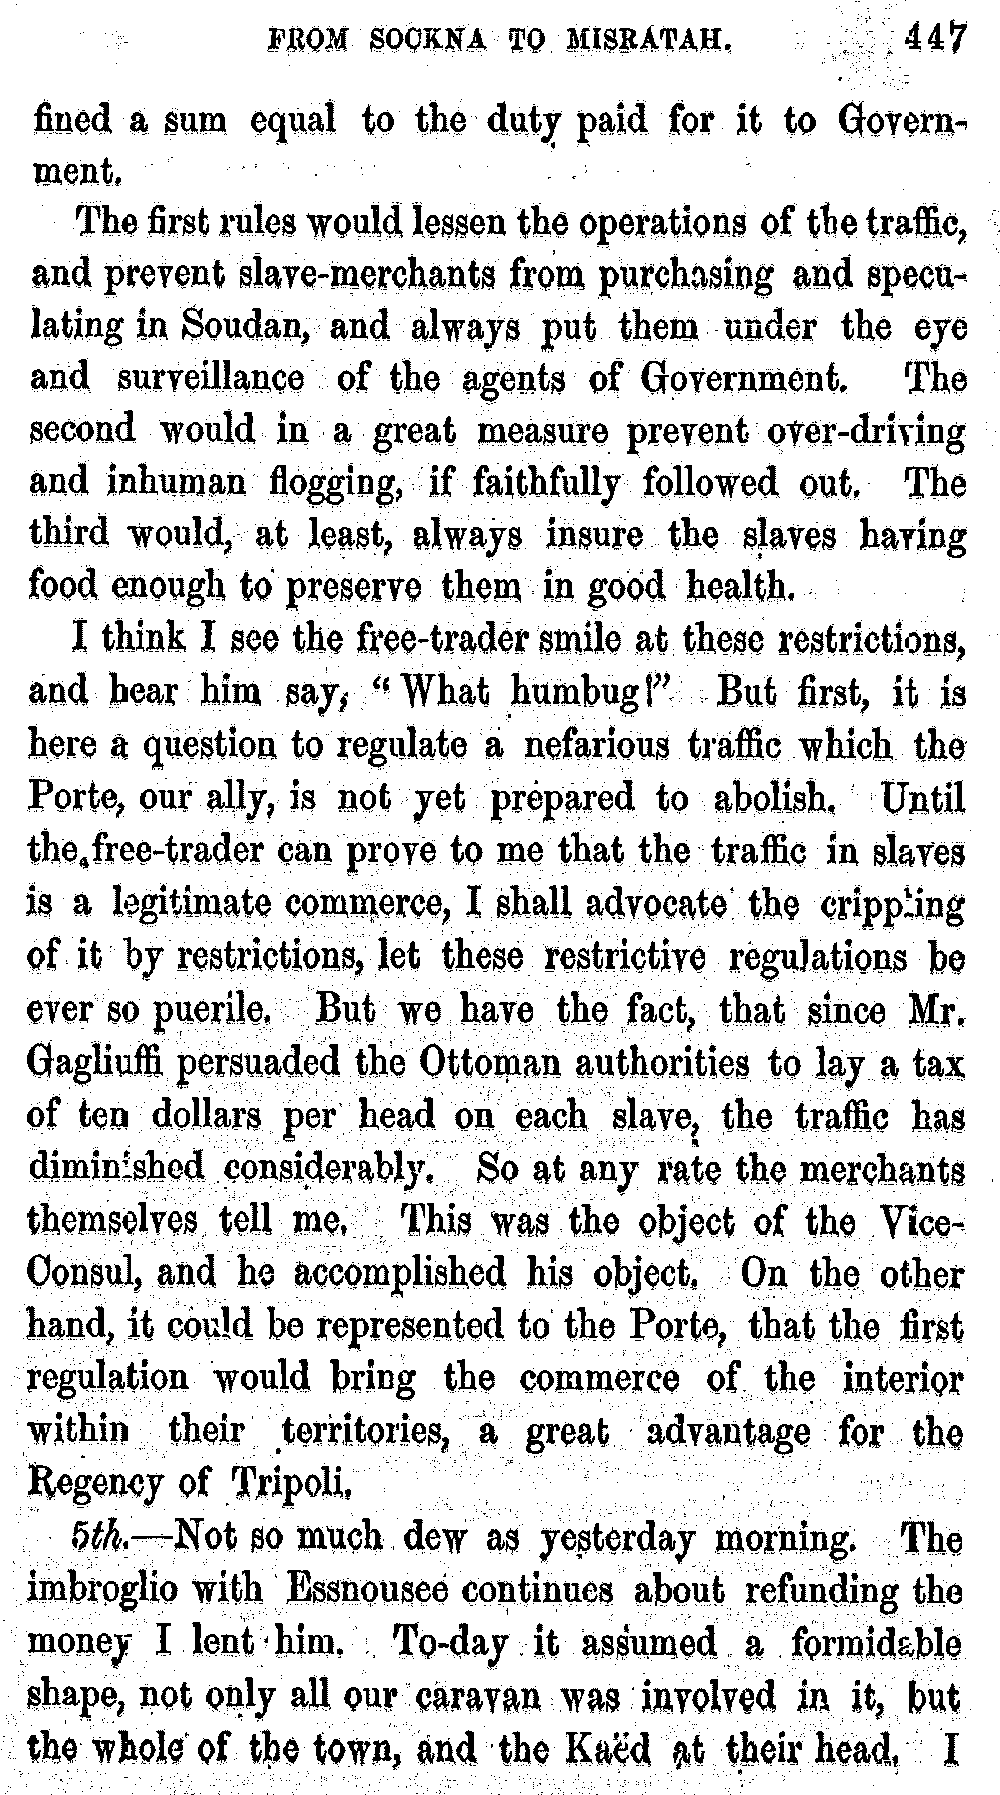 FROM SOCKNA TO MISRATAH. 447
fined a sum equal to the duty paid for it to Govern-
ment.
The first rules would lessen the operations of the traffic,
and prevent slave-merchants from purchasing and specu-
lating in Soudan, and always put them under the eye
and surveillance of the agents of Government. The
second would in a great measure prevent over-driving
and inhuman flogging, if faithfully followed out. The
third would, at least, always insure the slaves having
food enough to preserve them in good health.
I think I see the free-trader smile at these restrictions,
and hear him say, “What humbug!” But first, it is
here a question to regulate a nefarious traffic which the
Porte, our ally, is not yet prepared to abolish. Until
the free-trader can prove to me that the traffic in slaves
is a legitimate commerce, I shall advocate the crippling
of it by restrictions, let these restrictive regulations be
ever so puerile. But we have the fact, that since Mr.
Gagliuffi persuaded the Ottoman authorities to lay a tax
of ten dollars per head on each slave, the traffic has
diminished considerably. So at any rate the merchants
themselves tell me. This was the object of the Vice-
Consul, and he accomplished his object. On the other
hand, it could be represented to the Porte, that the first
regulation would bring the commerce of the interior
within their territories, a great advantage for the
Regency of Tripoli.
5th.—Not so much dew as yesterday morning. The
imbroglio with Essnousee continues about refunding the
money I lent him. To-day it assumed a formidable
shape, not only all our caravan was involved in it, but
the whole of the town, and the Kaëd at their head. I